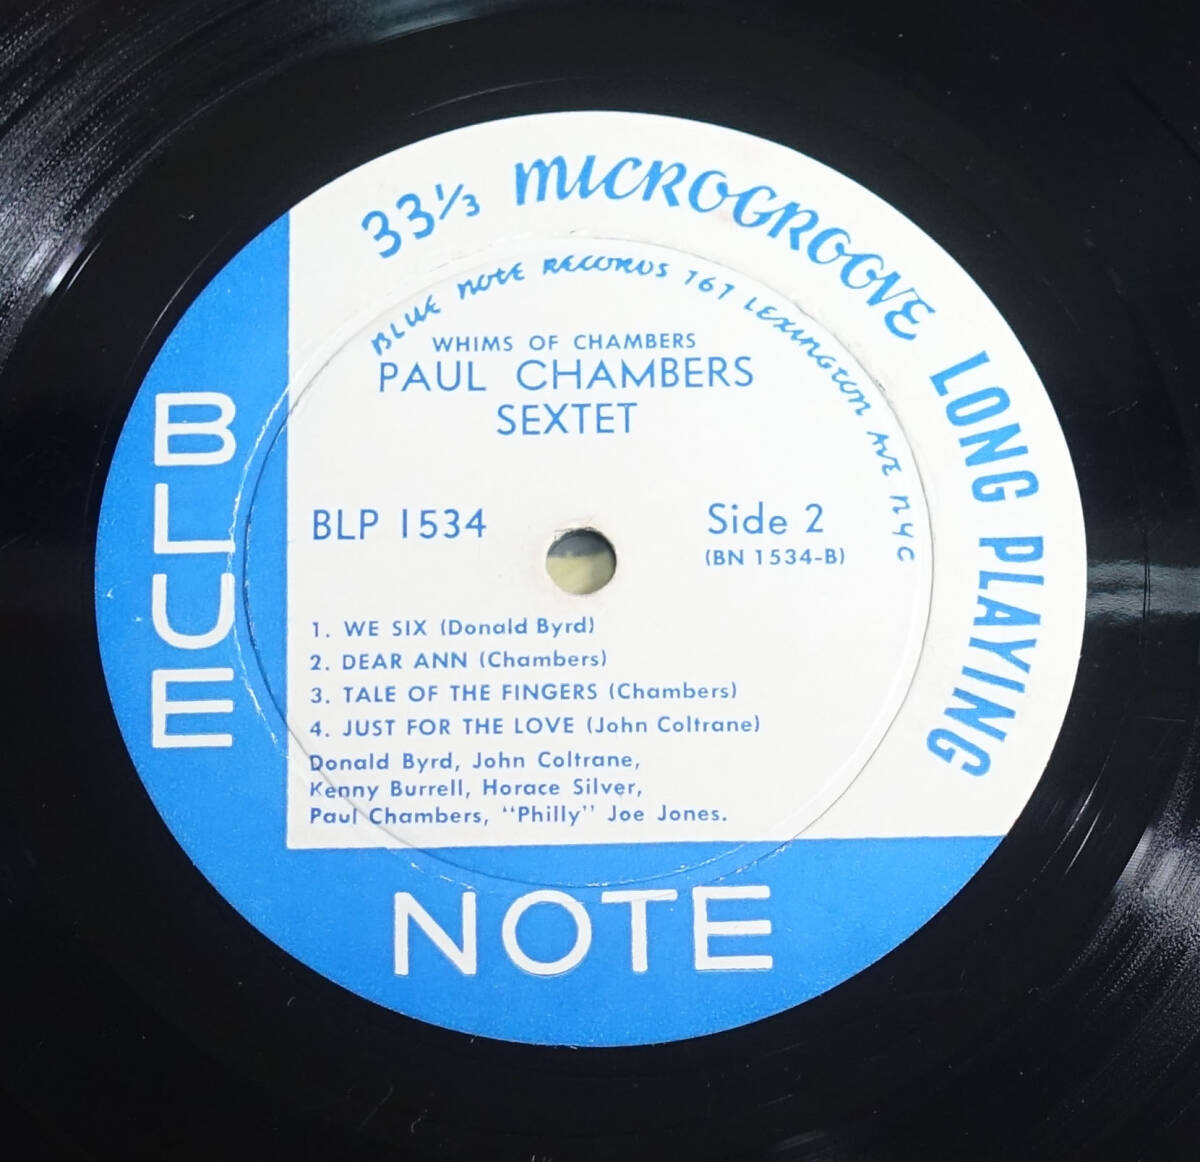 33⅓ MICROGROOVE LONG PLAYING
BLUE NOTE RECORDS 767 LEXINGTON AVE NYC
WHIMS OF CHAMBERS
PAUL CHAMBERS
SEXTET
BLP 1534
Side 2
(BN 1534-B)
1. WE SIX (Donald Byrd)
2. DEAR ANN (Chambers)
3. TALE OF THE FINGERS (Chambers)
4. JUST FOR THE LOVE (John Coltrane)
Donald Byrd, John Coltrane,
Kenny Burrell, Horace Silver,
Paul Chambers, "Philly" Joe Jones.
BLUE
NOTE